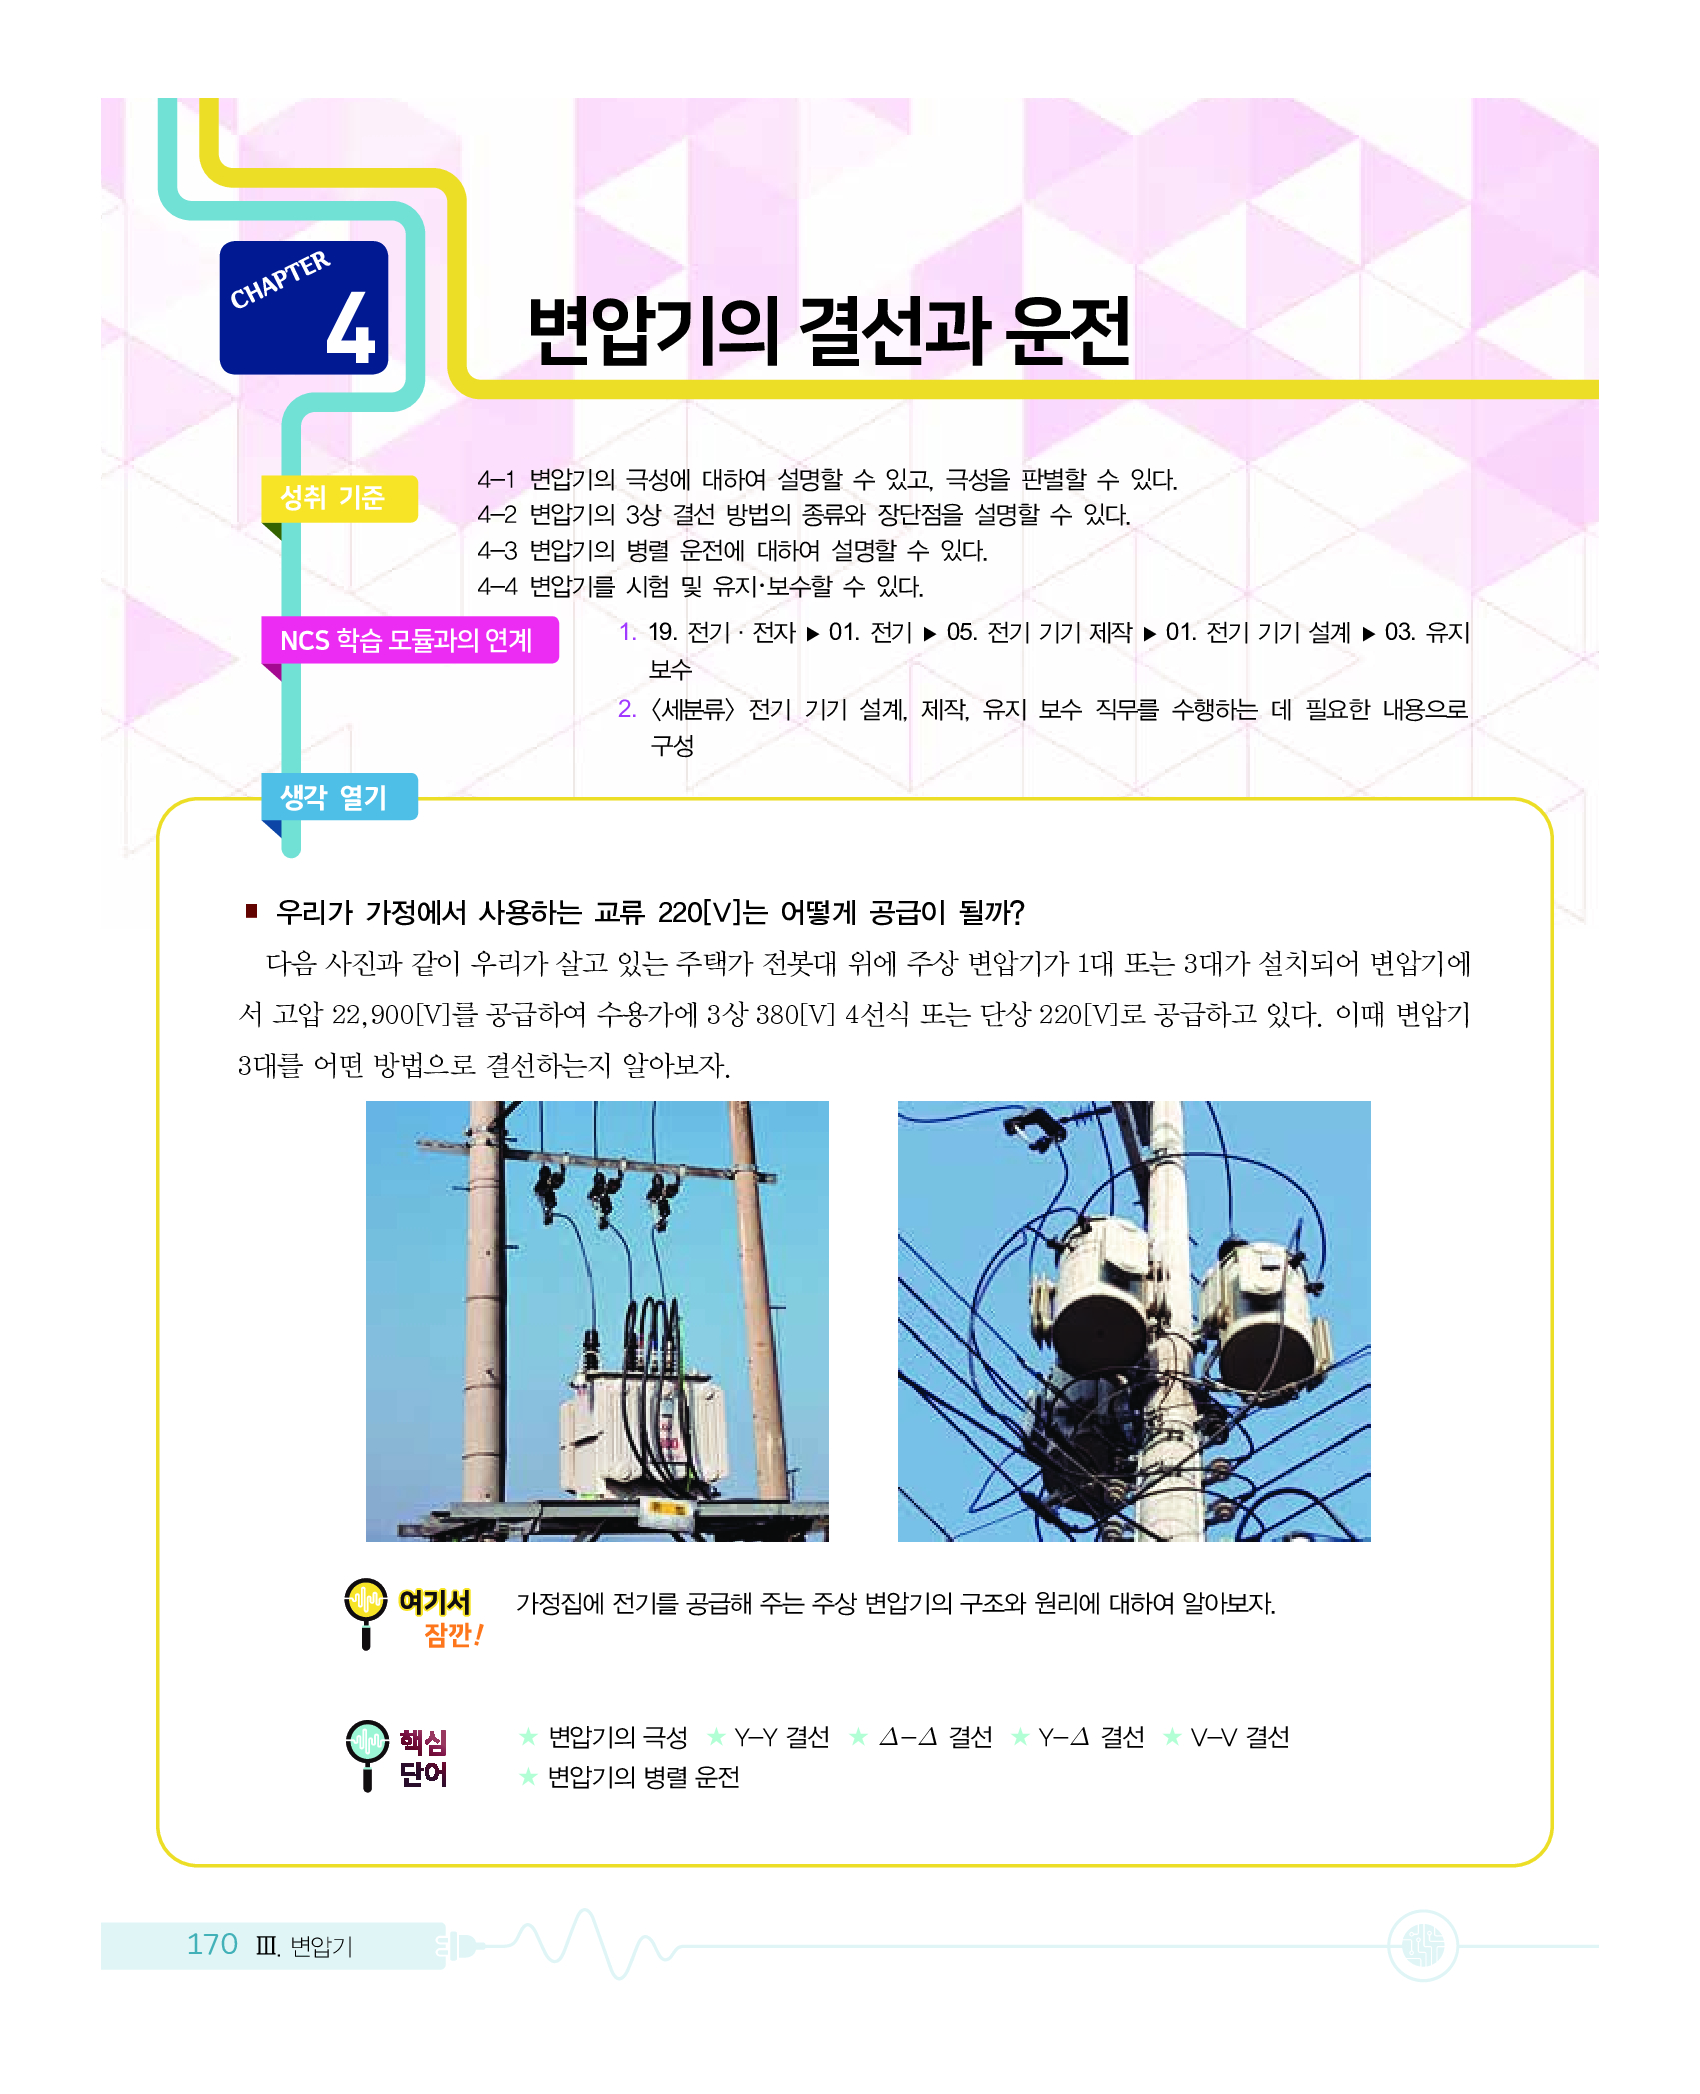 CHAPTER
4
변압기의 결선과 운전
성취 기준
4-1 변압기의 극성에 대하여 설명할 수 있고, 극성을 판별할 수 있다.
4-2 변압기의 3상 결선 방법의 종류와 장단점을 설명할 수 있다.
4-3 변압기의 병렬 운전에 대하여 설명할 수 있다.
4-4 변압기를 시험 및 유지·보수할 수 있다.
NCS 학습 모듈과의 연계
1. 19. 전기 · 전자 ▶ 01. 전기 ▶ 05. 전기 기기 제작 ▶ 01. 전기 기기 설계 ▶ 03. 유지
보수
2. 〈세분류〉 전기 기기 설계, 제작, 유지 보수 직무를 수행하는 데 필요한 내용으로
구성
생각 열기
■ 우리가 가정에서 사용하는 교류 220[V]는 어떻게 공급이 될까?
다음 사진과 같이 우리가 살고 있는 주택가 전봇대 위에 주상 변압기가 1대 또는 3대가 설치되어 변압기에
서 고압 22,900[V]를 공급하여 수용가에 3상 380[V] 4선식 또는 단상 220[V]로 공급하고 있다. 이때 변압기
3대를 어떤 방법으로 결선하는지 알아보자.
여기서
잠깐!
가정집에 전기를 공급해 주는 주상 변압기의 구조와 원리에 대하여 알아보자.
핵심
단어
★ 변압기의 극성 ★ Y-Y 결선 ★ Δ-Δ 결선 ★ Y-Δ 결선 ★ V-V 결선
★ 변압기의 병렬 운전
170 Ⅲ. 변압기